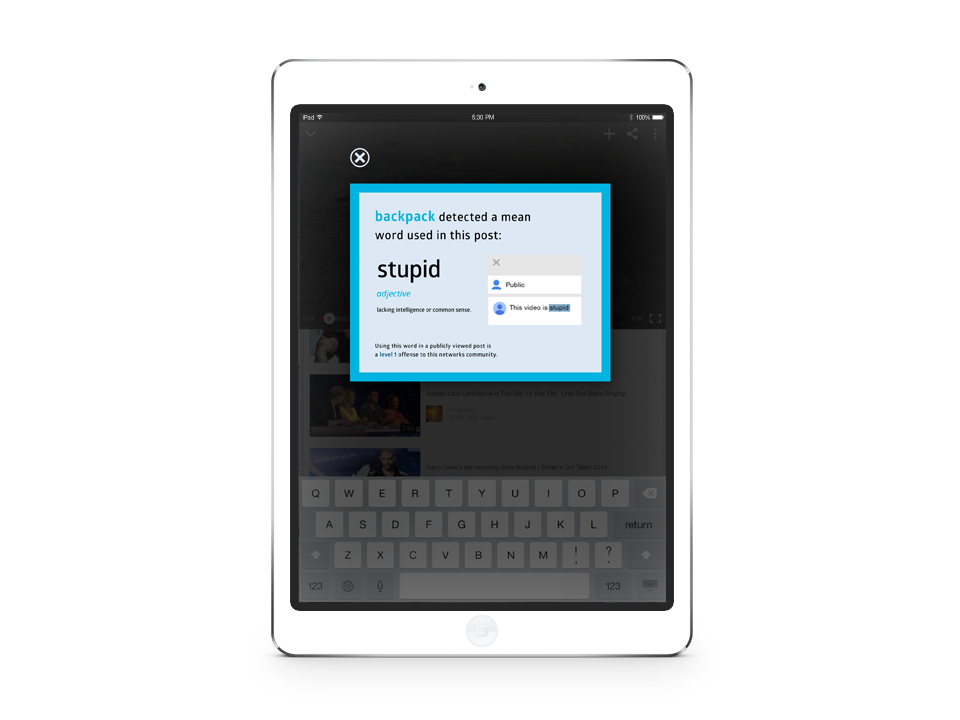 iPad 5:30 PM 100%
backpack detected a mean
word used in this post:
stupid
adjective
lacking intelligence or common sense.
Public
This video is stupid
Using this word in a publicly viewed post is
a level 1 offense to this networks community.
Judges Lack Confidence In This Shy 14 Year Old : Until She Starts Singing
Darcy Oake's jaw-dropping dove illusions | Britain's Got Talent 2014
Q W E R T Y U I O P
A S D F G H J K L return
Z X C V B N M ! , ? .
123 123